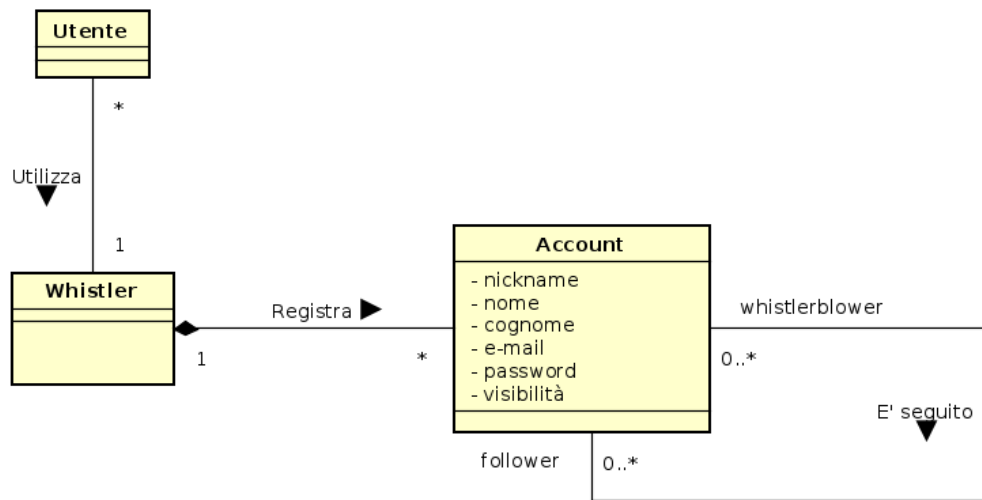 Utente
*
Utilizza
1
Whistler
Registra
1
*
Account
- nickname
- nome
- cognome
- e-mail
- password
- visibilità
whistlerblower
0..*
E' seguito
follower
0..*